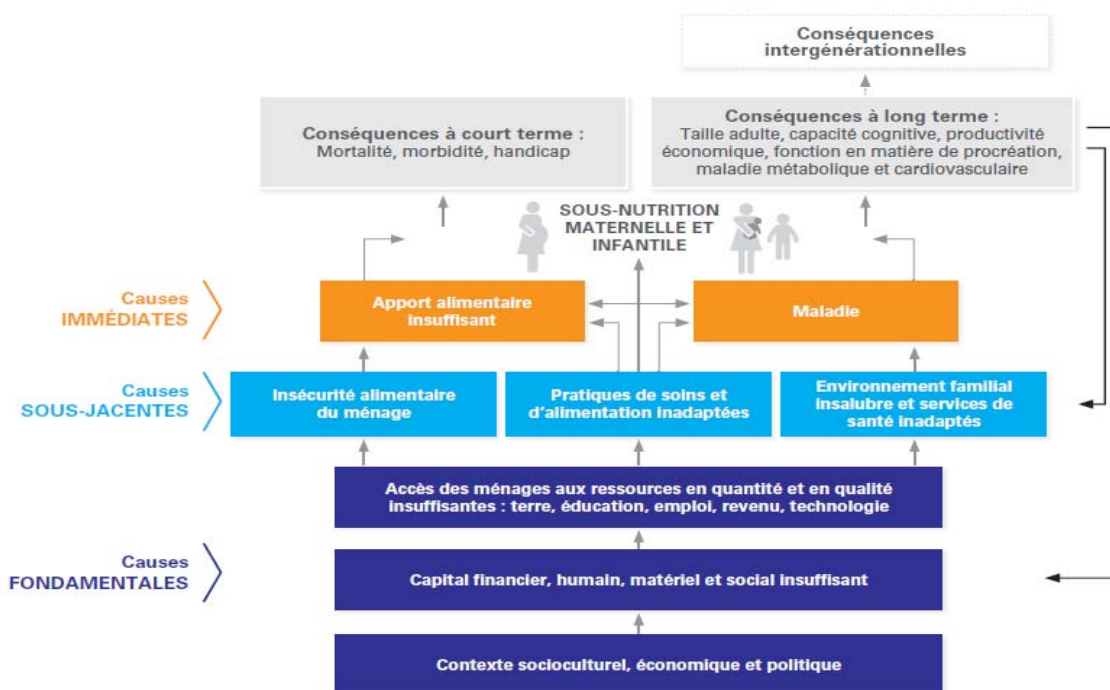 Conséquences
intergénérationnelles
Conséquences à court terme :
Mortalité, morbidité, handicap
Conséquences à long terme :
Taille adulte, capacité cognitive, productivité
économique, fonction en matière de procréation,
maladie métabolique et cardiovasculaire
SOUS-NUTRITION
MATERNELLE ET
INFANTILE
Causes
IMMÉDIATES
Apport alimentaire
insuffisant
Maladie
Causes
SOUS-JACENTES
Insécurité alimentaire
du ménage
Pratiques de soins et
d'alimentation inadaptées
Environnement familial
insalubre et services de
santé inadaptés
Accès des ménages aux ressources en quantité et en qualité
insuffisantes : terre, éducation, emploi, revenu, technologie
Causes
FONDAMENTALES
Capital financier, humain, matériel et social insuffisant
Contexte socioculturel, économique et politique